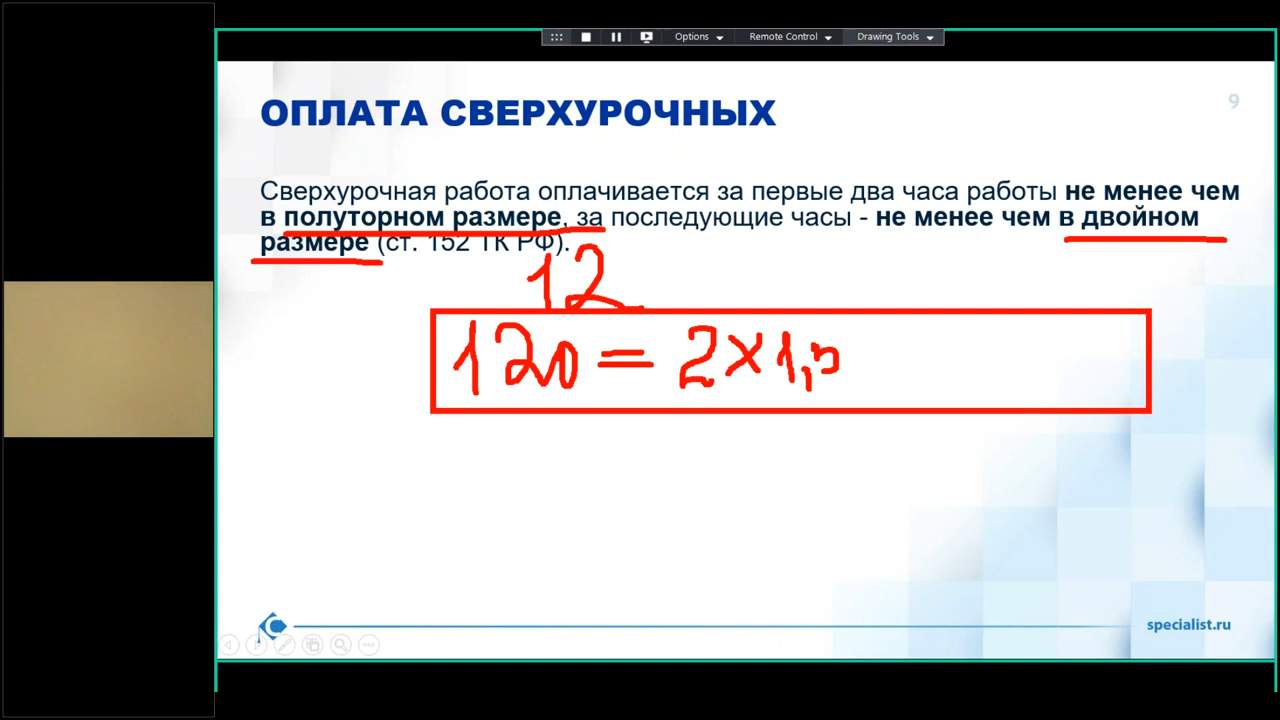 Options Remote Control Drawing Tools
9
ОПЛАТА СВЕРХУРОЧНЫХ
Сверхурочная работа оплачивается за первые два часа работы не менее чем
в полуторном размере, за последующие часы - не менее чем в двойном
размере (ст. 152 ТК РФ).
12
120 = 2 × 1,5
specialist.ru